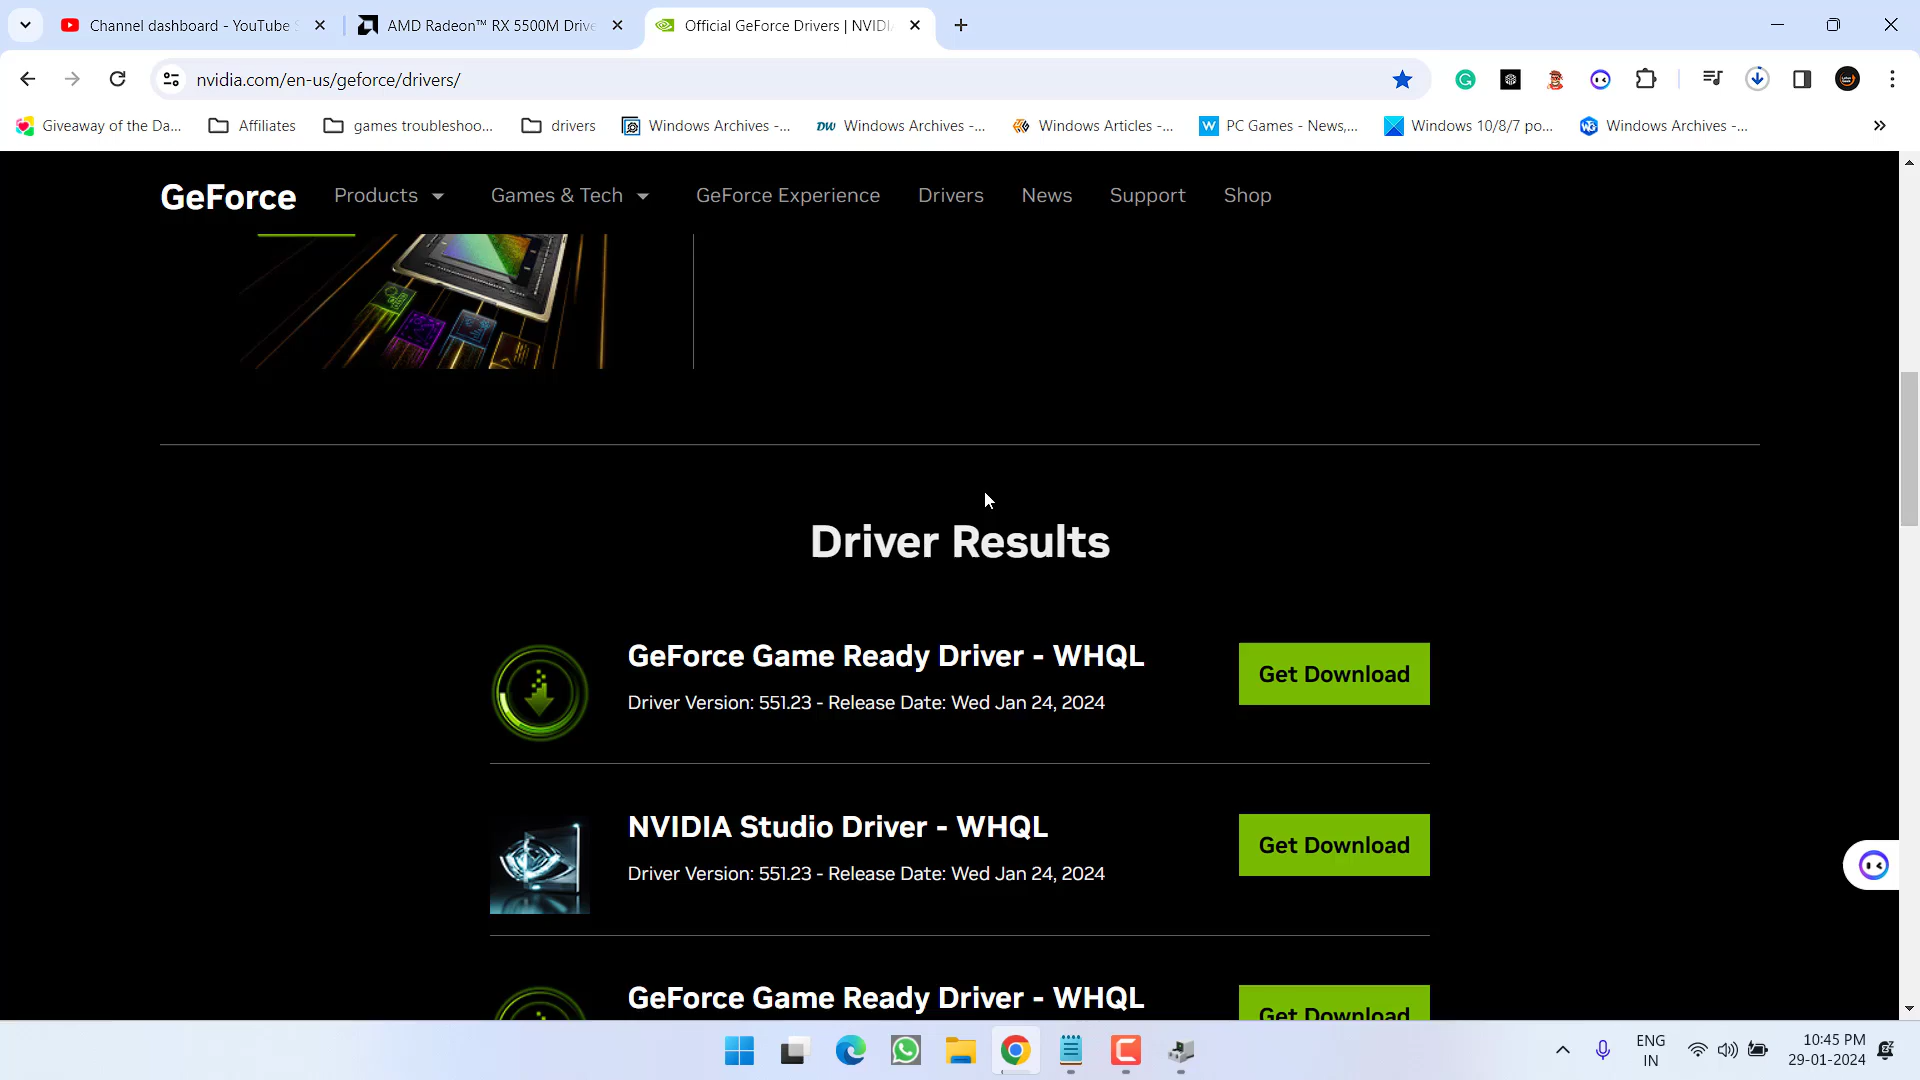 Channel dashboard - YouTube S
AMD Radeon™ RX 5500M Drive
Official GeForce Drivers | NVIDI
nvidia.com/en-us/geforce/drivers/
Giveaway of the Da...
Affiliates
games troubleshoo...
drivers
Windows Archives -...
DW Windows Archives -...
Windows Articles -...
W PC Games - News,...
Windows 10/8/7 po...
Windows Archives -...
GeForce
Products
Games & Tech
GeForce Experience
Drivers
News
Support
Shop
Driver Results
GeForce Game Ready Driver - WHQL
Driver Version: 551.23 - Release Date: Wed Jan 24, 2024
Get Download
NVIDIA Studio Driver - WHQL
Driver Version: 551.23 - Release Date: Wed Jan 24, 2024
Get Download
GeForce Game Ready Driver - WHQL
Get Download
ENG
IN
10:45 PM
29-01-2024